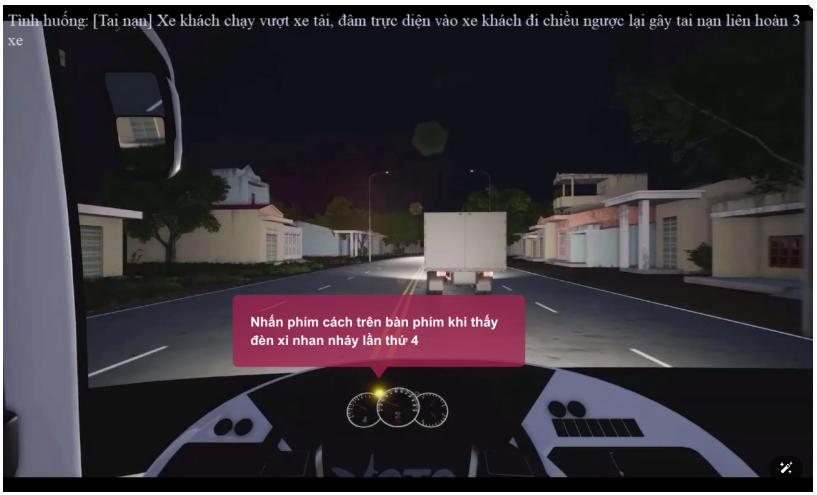 Tình huống: [Tai nạn] Xe khách chạy vượt xe tải, đâm trực diện vào xe khách đi chiều ngược lại gây tai nạn liên hoàn 3
xe
Nhấn phím cách trên bàn phím khi thấy
đèn xi nhan nháy lần thứ 4